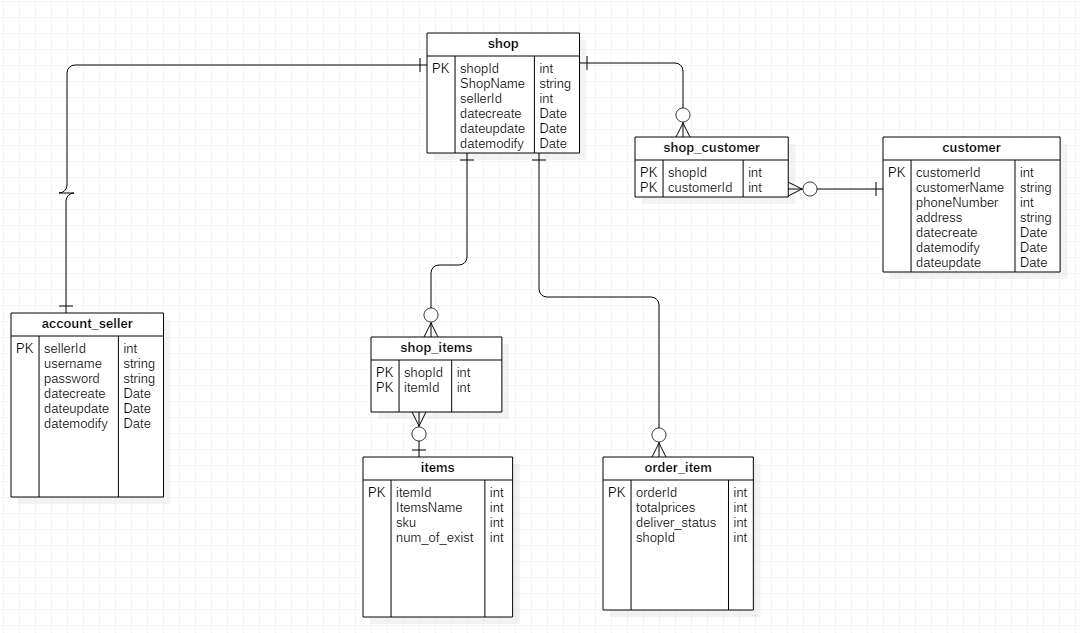 shop
PK shopId int
ShopName string
sellerId int
datecreate Date
dateupdate Date
datemodify Date
shop_customer
PK shopId int
PK customerId int
customer
PK customerId int
customerName string
phoneNumber int
address string
datecreate Date
datemodify Date
dateupdate Date
account_seller
PK sellerId int
username string
password string
datecreate Date
dateupdate Date
datemodify Date
shop_items
PK shopId int
PK itemId int
items
PK itemId int
ItemsName int
sku int
num_of_exist int
order_item
PK orderId int
totalprices int
deliver_status int
shopId int